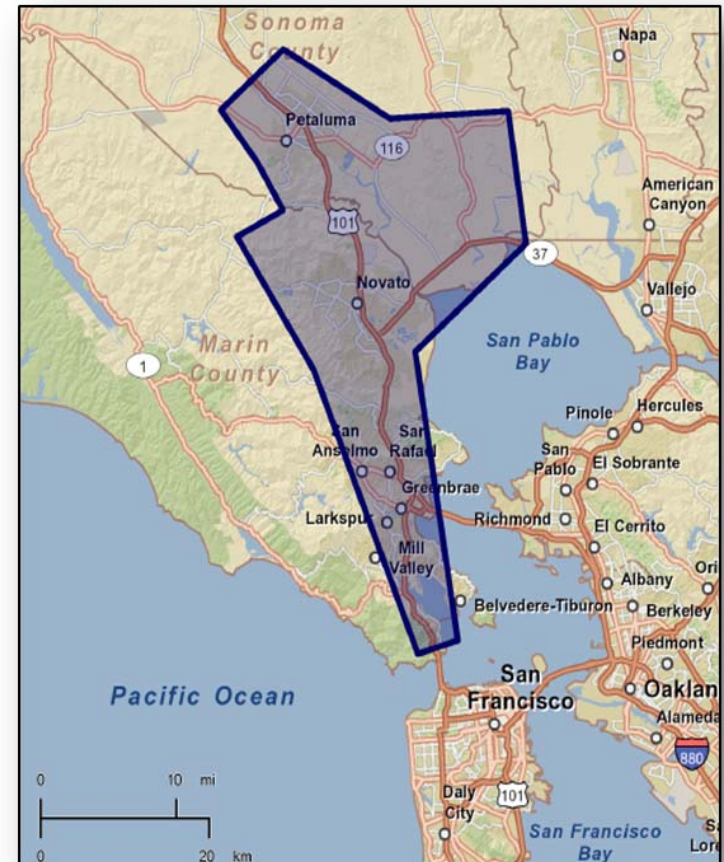 Sonoma
County
Napa
Petaluma
116
American
Canyon
101
37
Novato
Vallejo
Marin
County
San Pablo
Bay
1
Pinole
Hercules
San
Anselmo
San
Rafael
San
Pablo
El Sobrante
Greenbrae
Larkspur
Richmond
El Cerrito
Mill
Valley
Albany
Ori
Belvedere-Tiburon
Berkeley
Piedmont
San
Francisco
Oaklan
Pacific Ocean
Alameda
880
0 10 mi
Daly
City
101
San Francisco
Bay
Sa
Lore
0 20 km